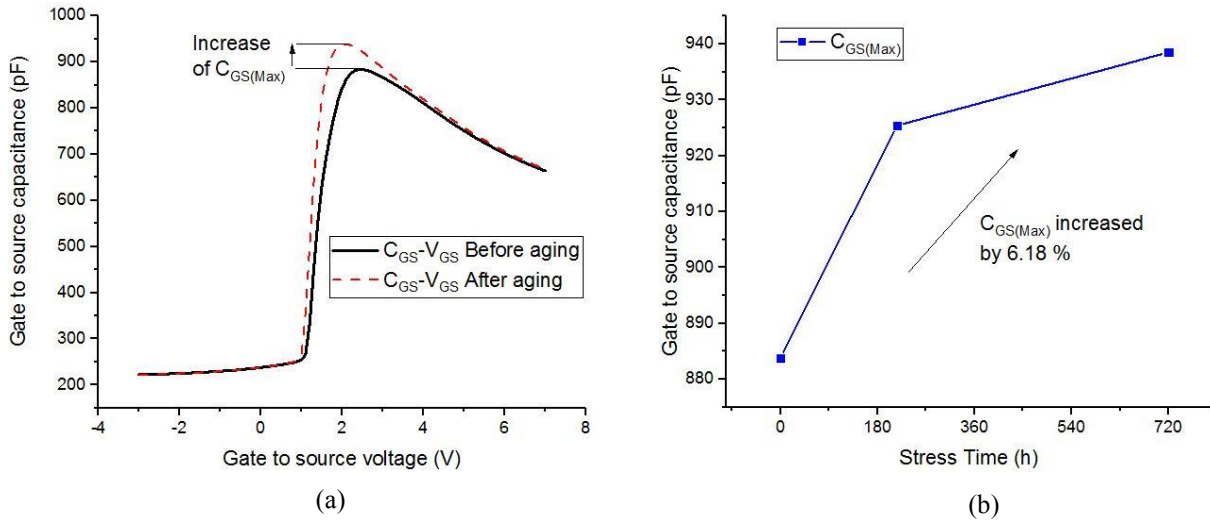 1000
900
800
700
600
500
400
300
200
Gate to source capacitance (pF)
Increase
of C_GS(Max)
C_GS-V_GS Before aging
C_GS-V_GS After aging
-4
-2
0
2
4
6
8
Gate to source voltage (V)
(a)
940
930
920
910
900
890
880
Gate to source capacitance (pF)
C_GS(Max)
C_GS(Max) increased
by 6.18 %
0
180
360
540
720
Stress Time (h)
(b)